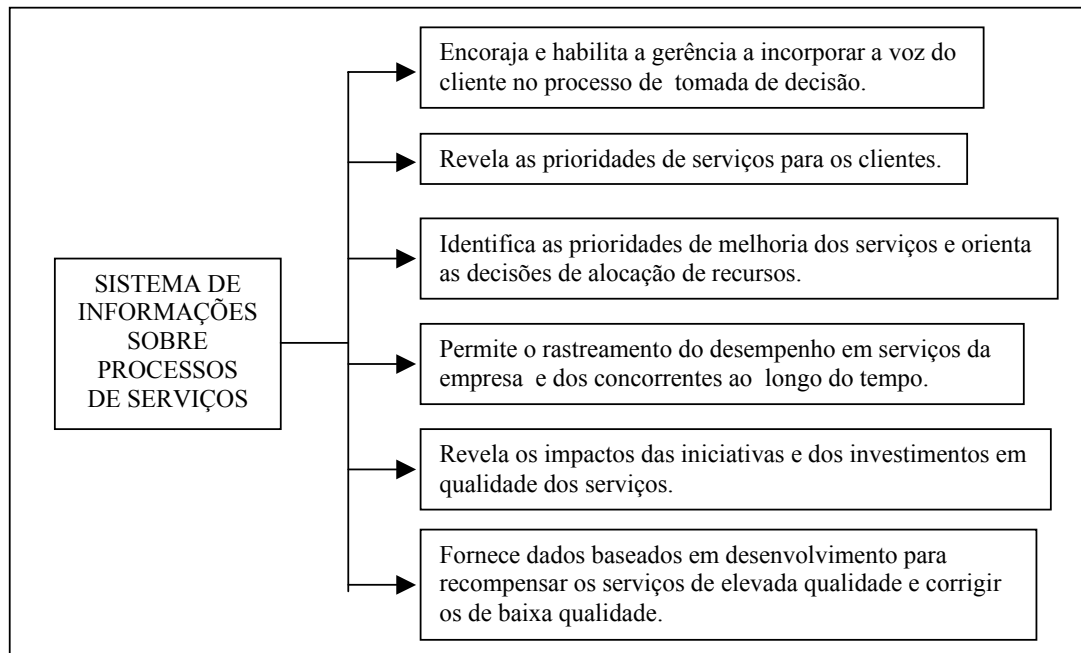 Encoraja e habilita a gerência a incorporar a voz do
cliente no processo de tomada de decisão.
Revela as prioridades de serviços para os clientes.
Identifica as prioridades de melhoria dos serviços e orienta
as decisões de alocação de recursos.
SISTEMA DE
INFORMAÇÕES
SOBRE
PROCESSOS
DE SERVIÇOS
Permite o rastreamento do desempenho em serviços da
empresa e dos concorrentes ao longo do tempo.
Revela os impactos das iniciativas e dos investimentos em
qualidade dos serviços.
Fornece dados baseados em desenvolvimento para
recompensar os serviços de elevada qualidade e corrigir
os de baixa qualidade.